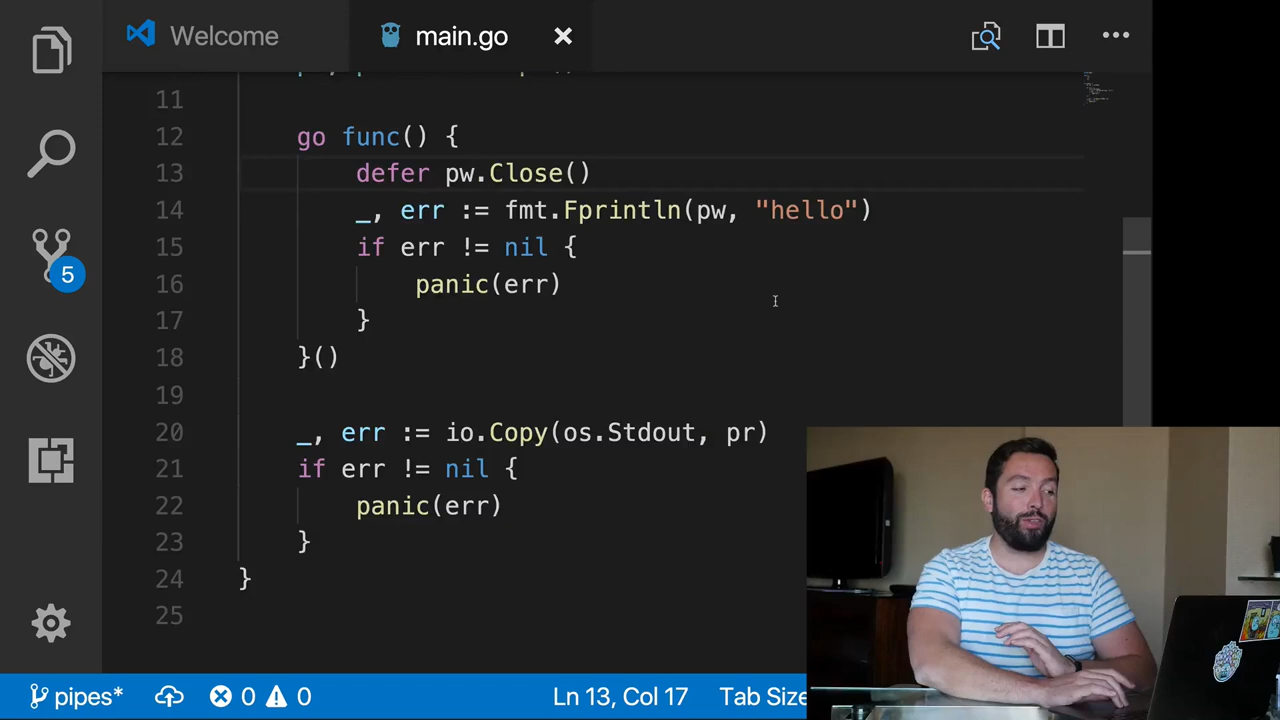 Welcome
main.go
11
12 go func() {
13 defer pw.Close()
14 _, err := fmt.Fprintln(pw, "hello")
15 if err != nil {
16 panic(err)
17 }
18 }()
19
20 _, err := io.Copy(os.Stdout, pr)
21 if err != nil {
22 panic(err)
23 }
24 }
25
5
pipes*
0
0
Ln 13, Col 17
Tab Size